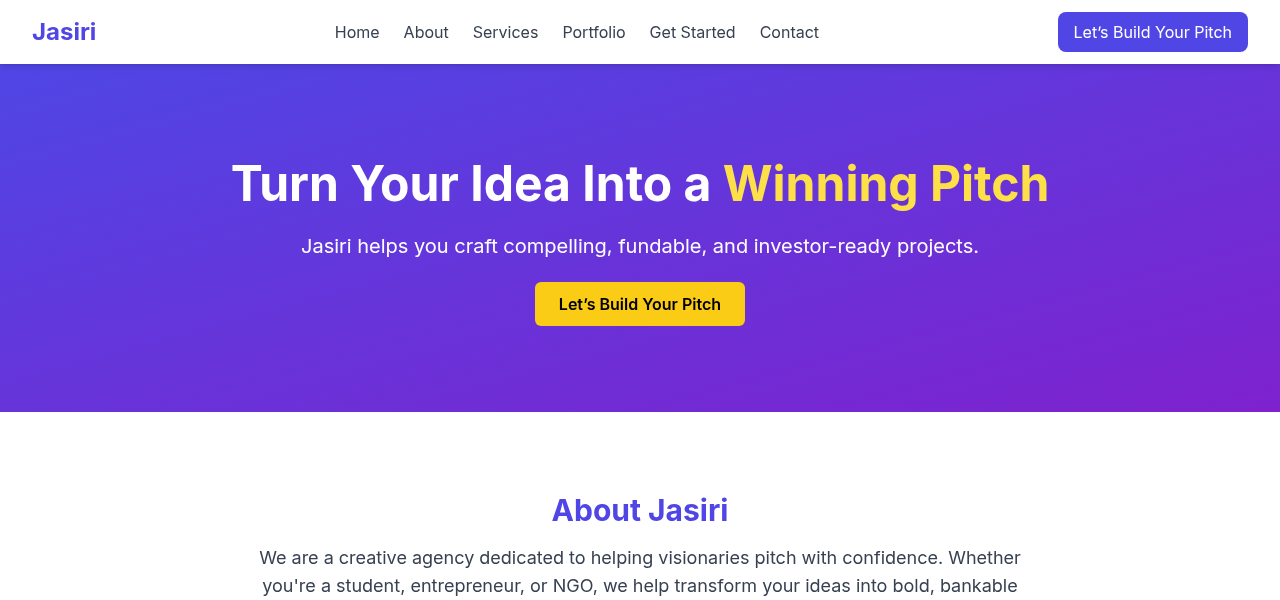 Jasiri
Home
About
Services
Portfolio
Get Started
Contact
Let’s Build Your Pitch
Turn Your Idea Into a Winning Pitch
Jasiri helps you craft compelling, fundable, and investor-ready projects.
Let’s Build Your Pitch
About Jasiri
We are a creative agency dedicated to helping visionaries pitch with confidence. Whether
you're a student, entrepreneur, or NGO, we help transform your ideas into bold, bankable